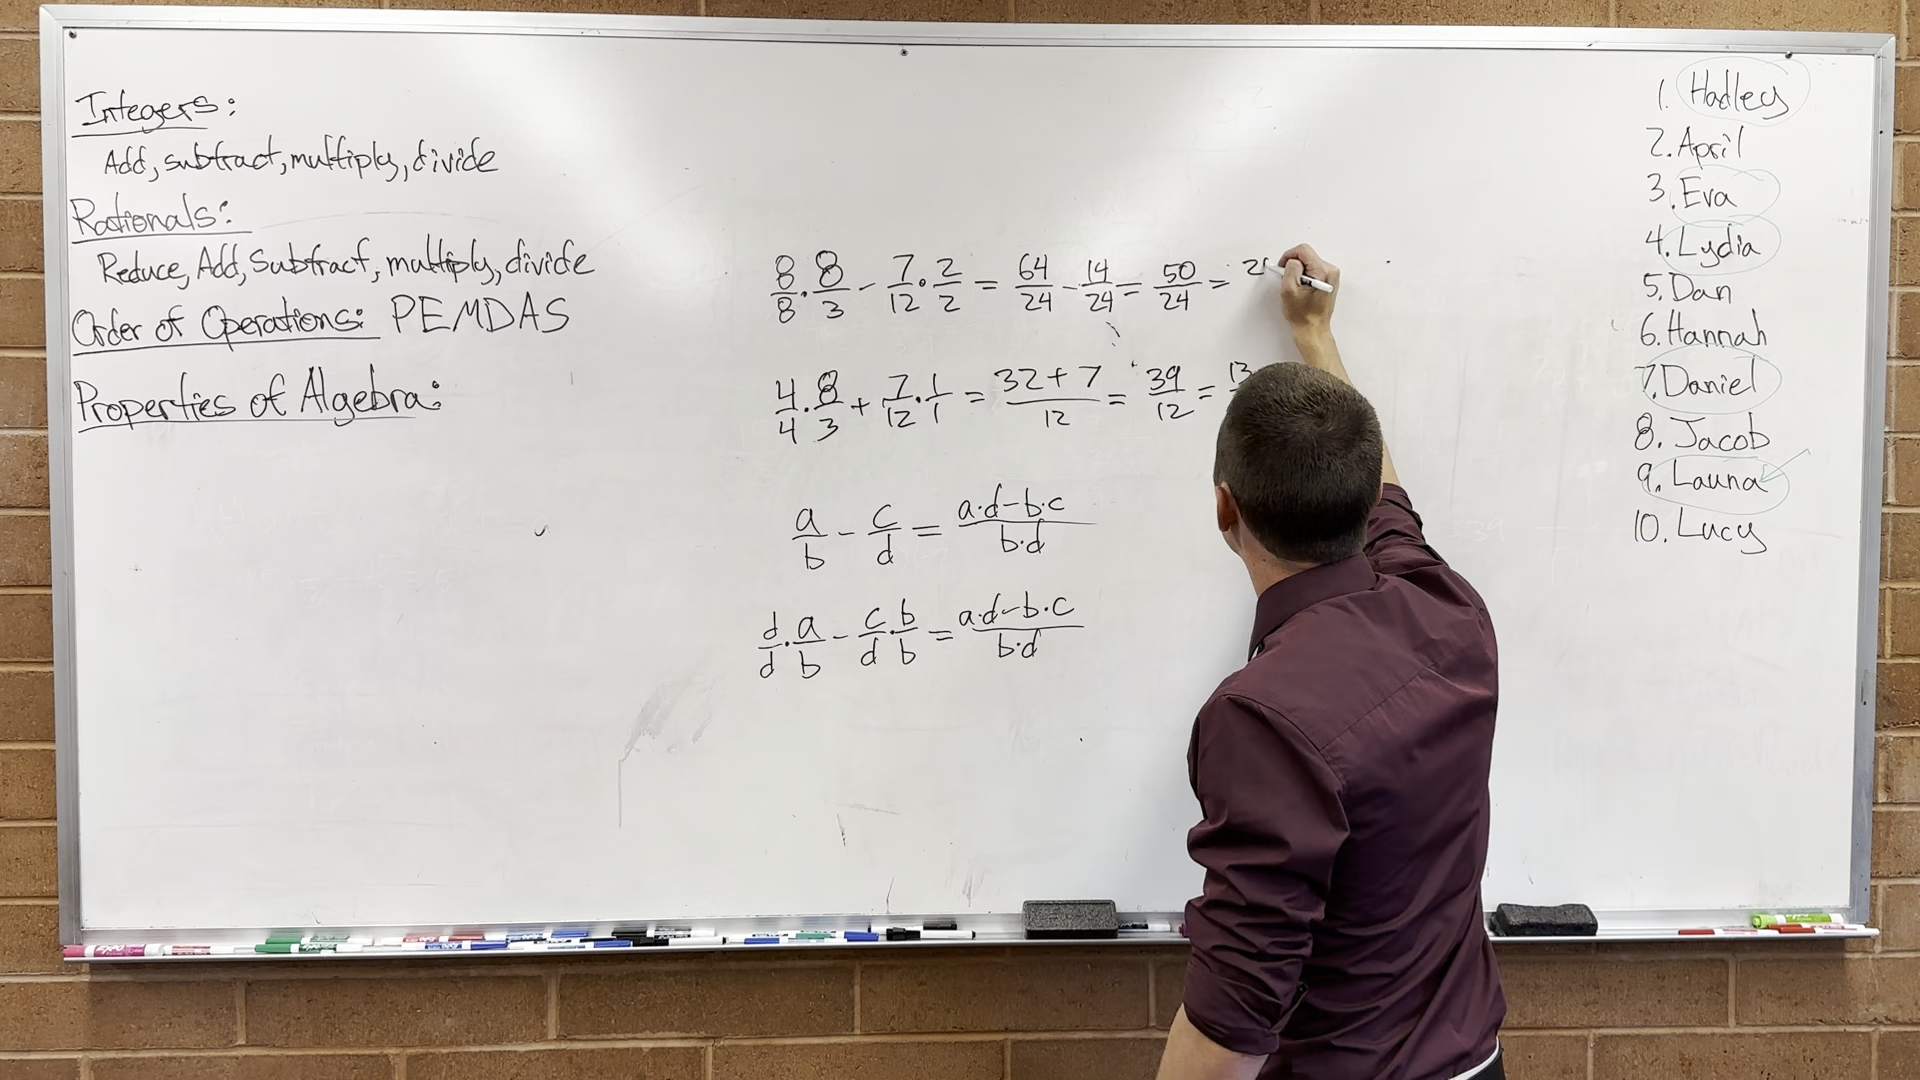 Integers:
Add, subtract, multiply, divide
Rationals:
Reduce, Add, Subtract, multiply, divide
Order of Operations: PEMDAS
Properties of Algebra:
8/8 · 8/3 - 7/12 · 2/2 = 64/24 - 14/24 = 50/24 =
4/4 · 8/3 + 7/12 · 1/1 = 32+7/12 = 39/12 = 13
a/b - c/d = a·d-b·c/b·d
d/d · a/b - c/d · b/b = a·d-b·c/b·d
1. Hadley
2. April
3. Eva
4. Lydia
5. Dan
6. Hannah
7. Daniel
8. Jacob
9. Launa
10. Lucy